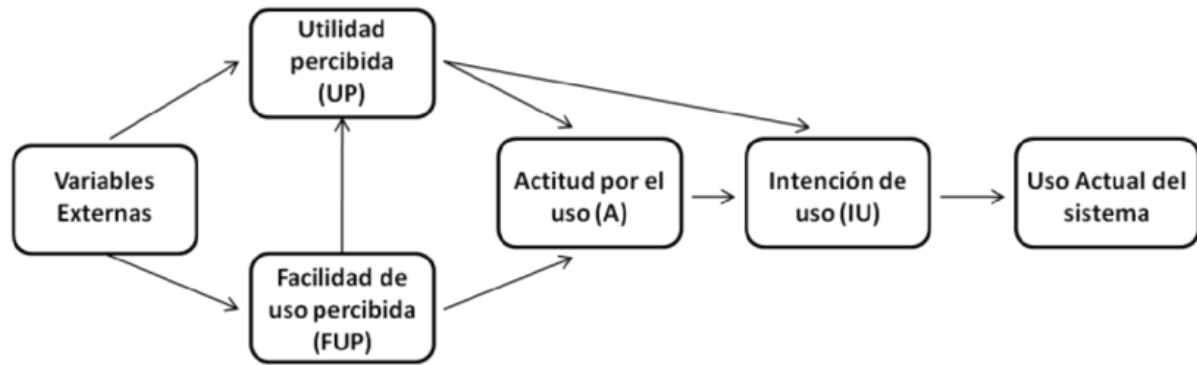 Utilidad
percibida
(UP)
Variables
Externas
Facilidad de
uso percibida
(FUP)
Actitud por el
uso (A)
Intención de
uso (IU)
Uso Actual del
sistema